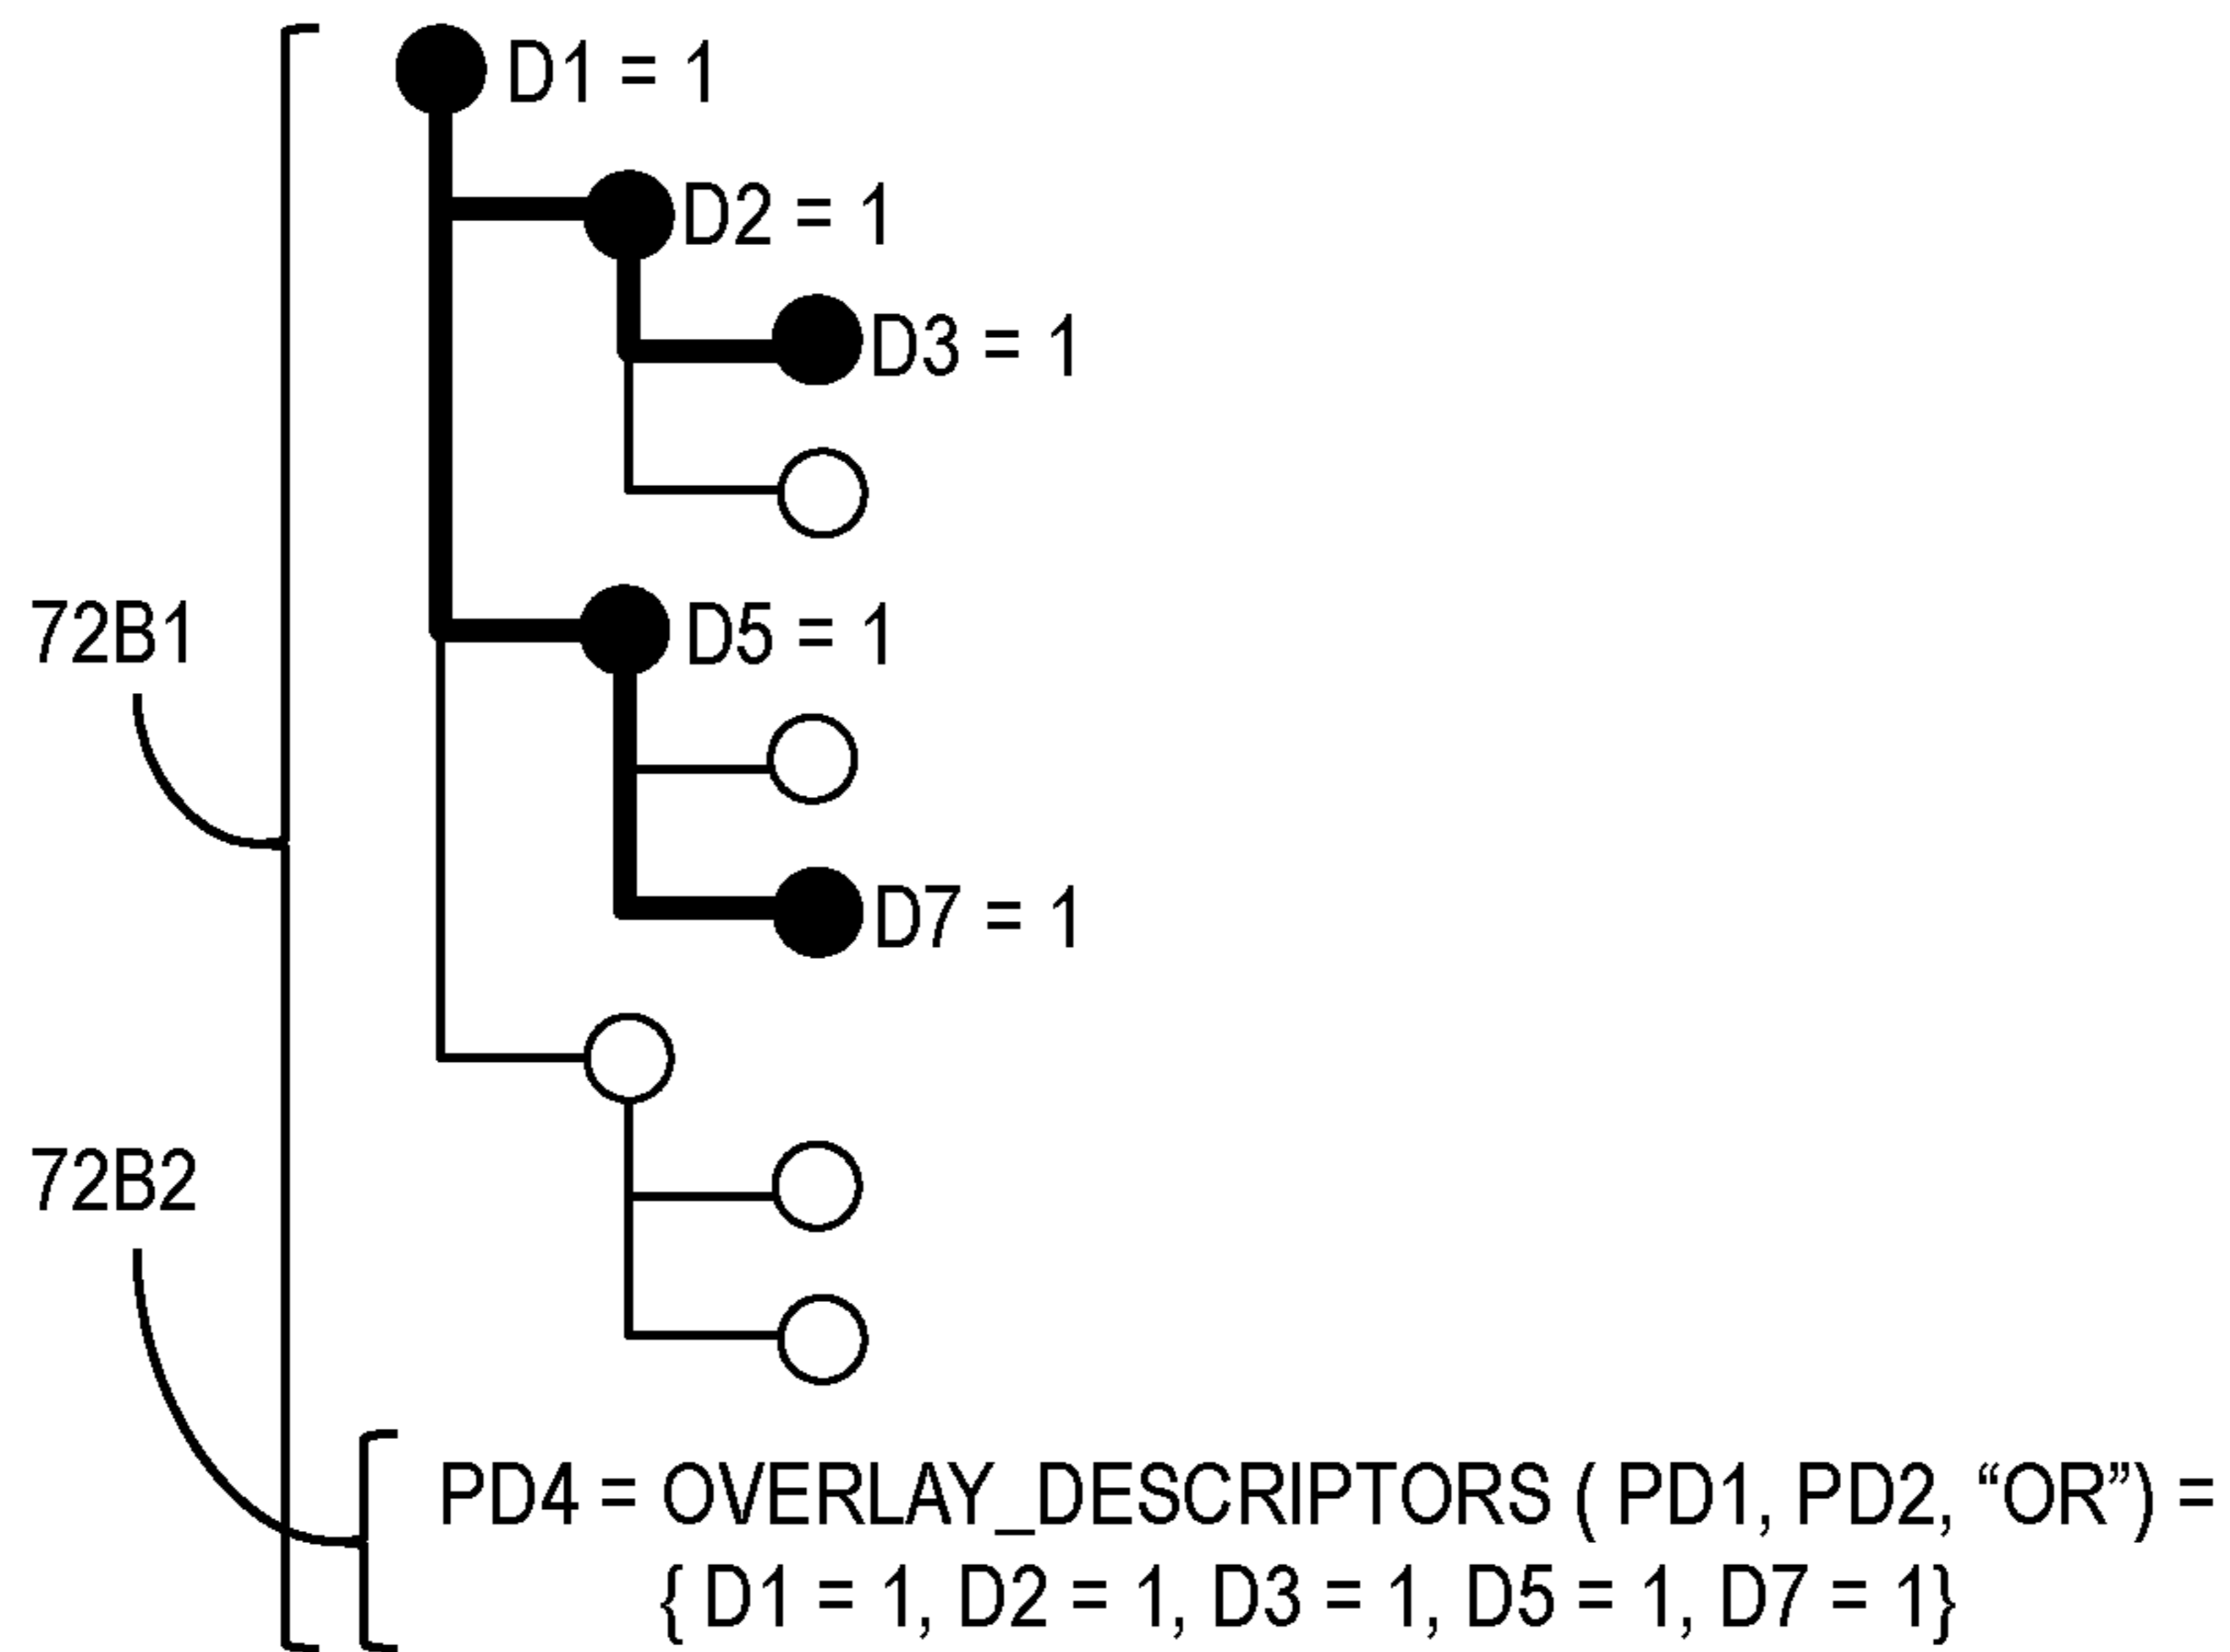 D1 = 1
D2 = 1
D3 = 1
72B1
D5 = 1
D7 = 1
72B2
PD4 = OVERLAY_DESCRIPTORS ( PD1, PD2, “OR”) =
{ D1 = 1, D2 = 1, D3 = 1, D5 = 1, D7 = 1}